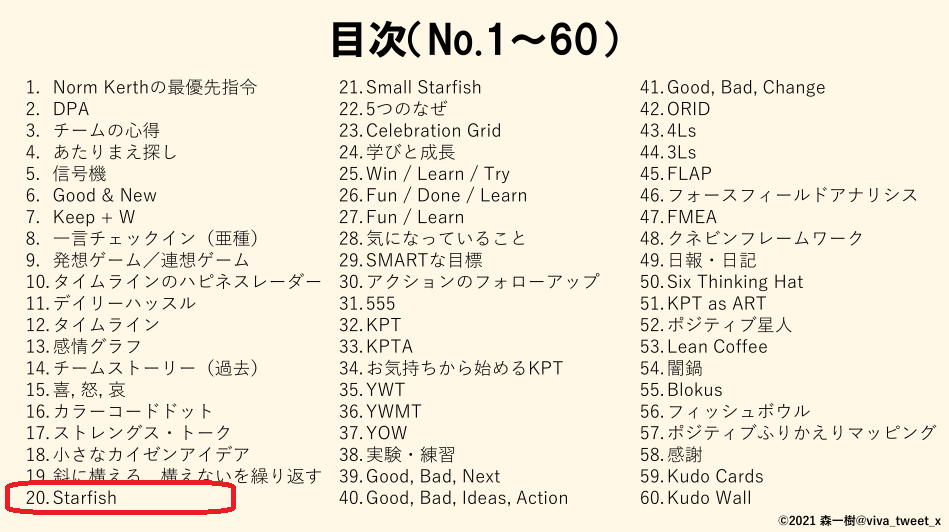 目次(No.1～60)
1. Norm Kerthの最優先指令
2. DPA
3. チームの心得
4. あたりまえ探し
5. 信号機
6. Good & New
7. Keep + W
8. 一言チェックイン（亜種）
9. 発想ゲーム／連想ゲーム
10. タイムラインのハピネスレーダー
11. デイリーハッスル
12. タイムライン
13. 感情グラフ
14. チームストーリー（過去）
15. 喜, 怒, 哀
16. カラーコードドット
17. ストレングス・トーク
18. 小さなカイゼンアイデア
19. 斜に構える、構えないを繰り返す
20. Starfish
21. Small Starfish
22. 5つのなぜ
23. Celebration Grid
24. 学びと成長
25. Win / Learn / Try
26. Fun / Done / Learn
27. Fun / Learn
28. 気になっていること
29. SMARTな目標
30. アクションのフォローアップ
31. 555
32. KPT
33. KPTA
34. お気持ちから始めるKPT
35. YWT
36. YWMT
37. YOW
38. 実験・練習
39. Good, Bad, Next
40. Good, Bad, Ideas, Action
41. Good, Bad, Change
42. ORID
43. 4Ls
44. 3Ls
45. FLAP
46. フォースフィールドアナリシス
47. FMEA
48. クネビンフレームワーク
49. 日報・日記
50. Six Thinking Hat
51. KPT as ART
52. ポジティブ星人
53. Lean Coffee
54. 闇鍋
55. Blokus
56. フィッシュボウル
57. ポジティブふりかえりマッピング
58. 感謝
59. Kudo Cards
60. Kudo Wall
©2021 森一樹@viva_tweet_x